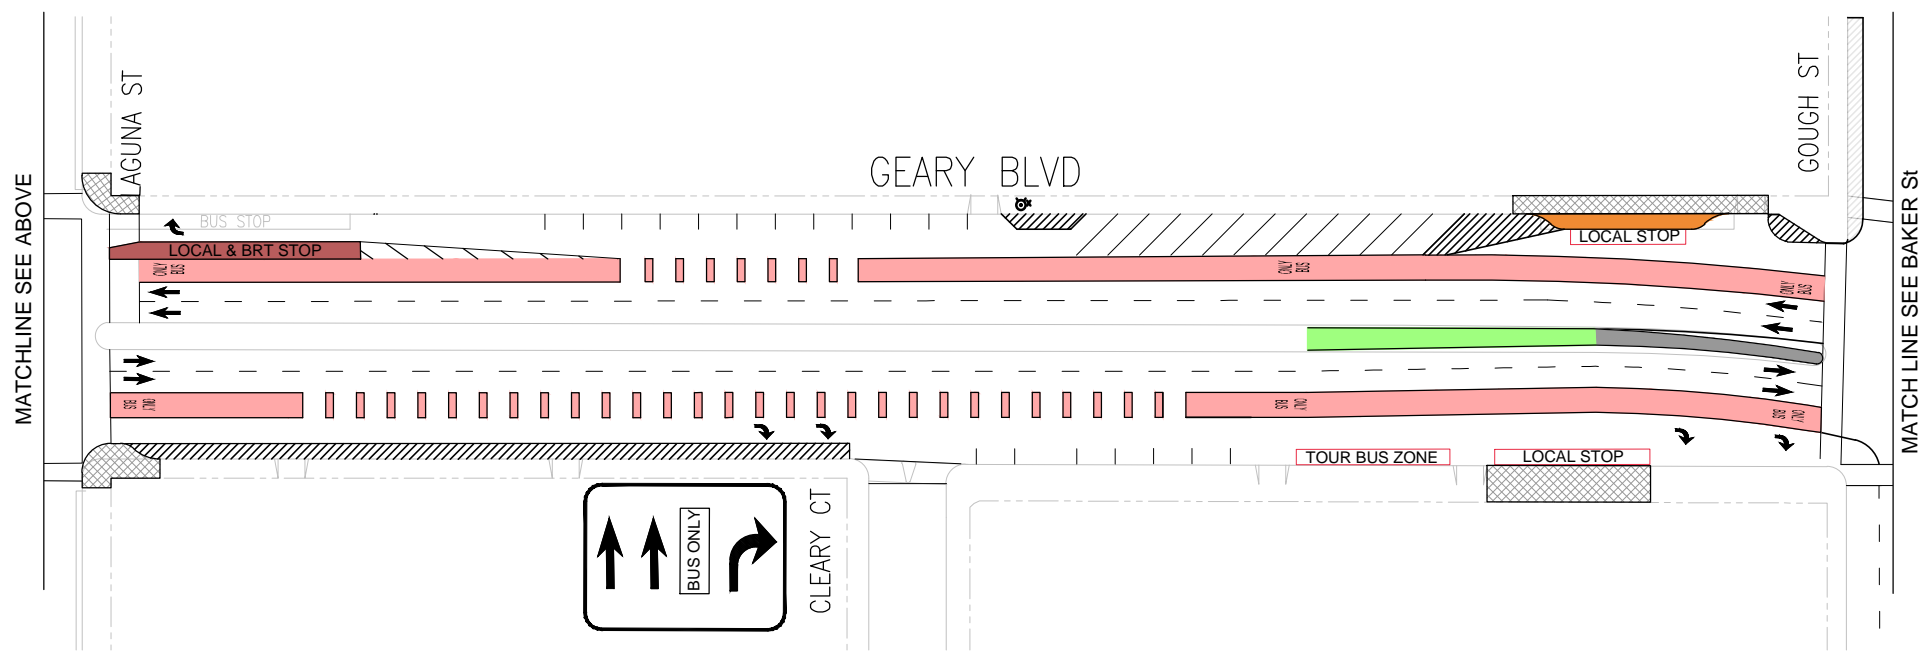 MATCHLINE SEE ABOVE
LAGUNA ST
GEARY BLVD
GOUGH ST
MATCH LINE SEE BAKER St
BUS STOP
LOCAL & BRT STOP
LOCAL STOP
ONLY
BUS
ONLY
BUS
ONLY
BUS
BUS
ONLY
BUS
ONLY
BUS
ONLY
TOUR BUS ZONE
LOCAL STOP
BUS ONLY
CLEARY CT